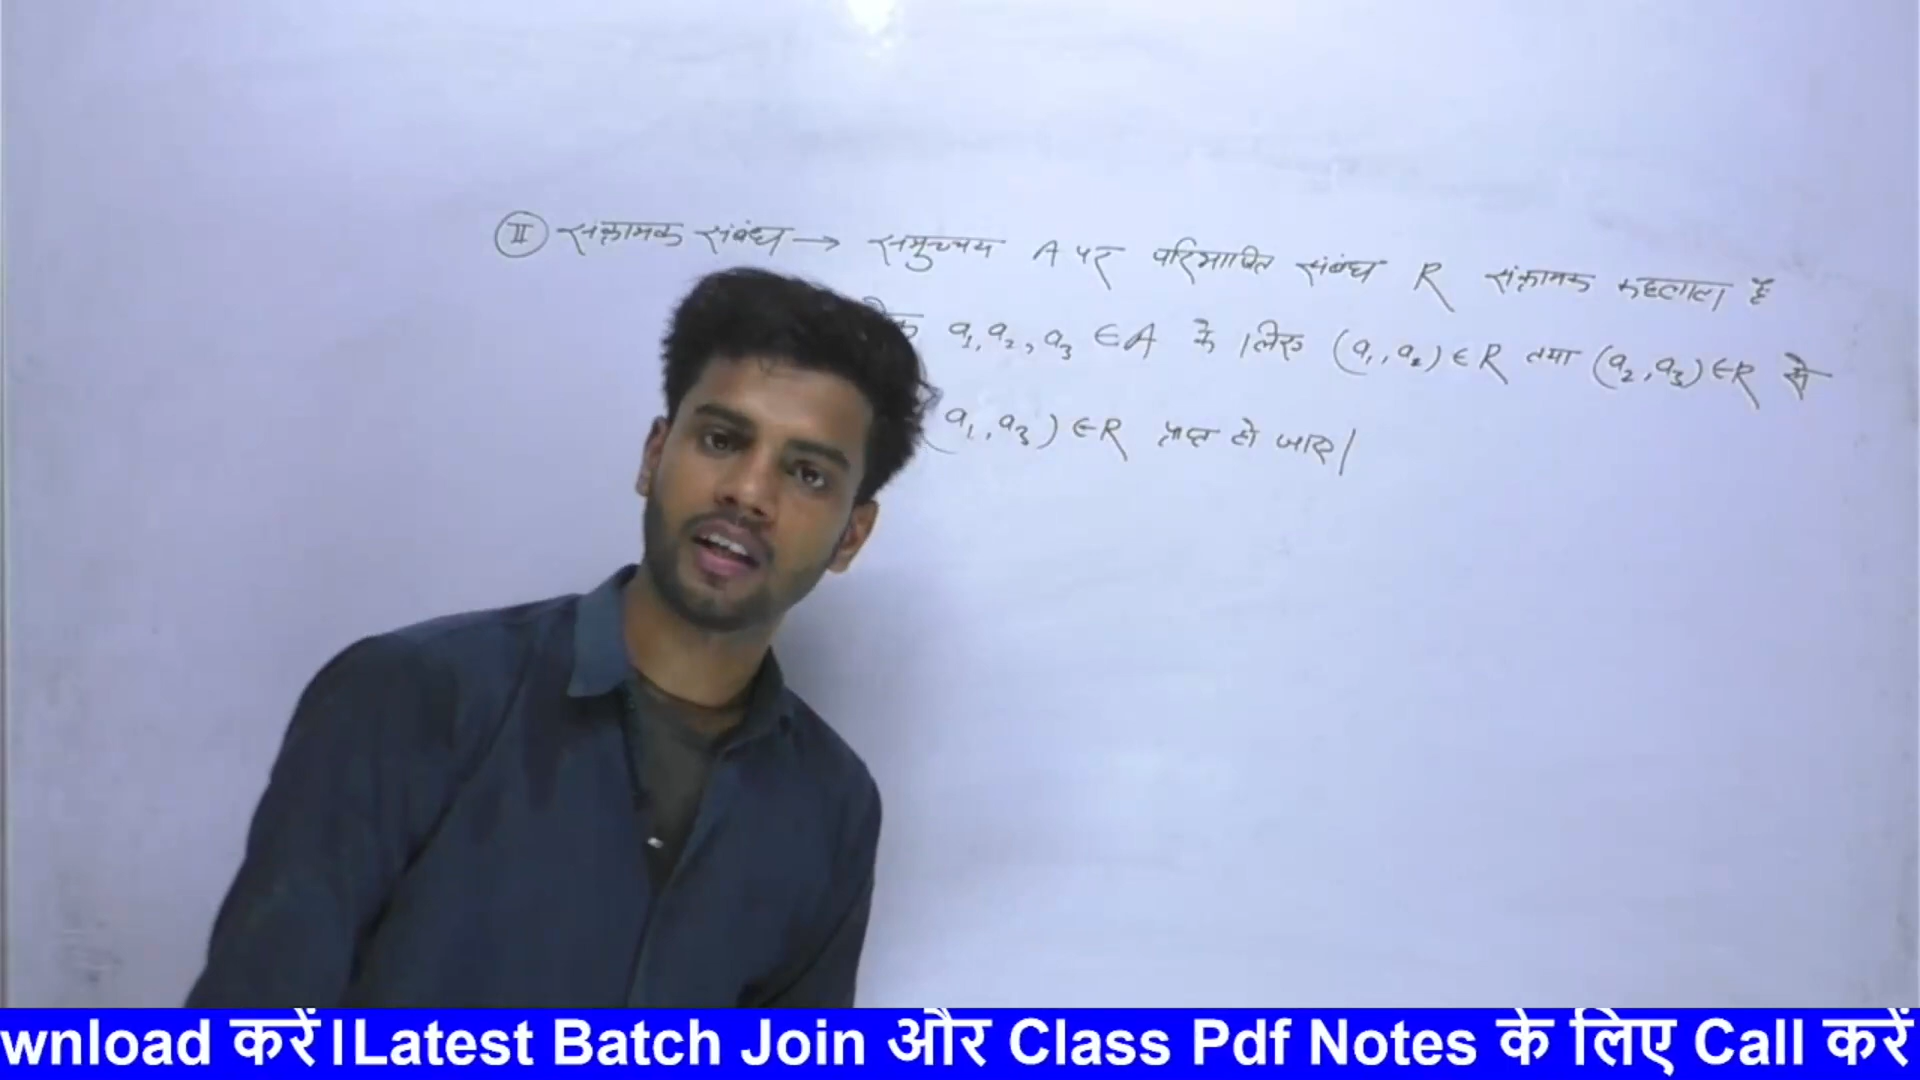 II संक्रामक संबंध → समुच्चय A पर परिभाषित संबंध R संक्रामक कहलाता है
a₁, a₂, a₃ ∈ A के लिए (a₁, a₂) ∈ R तथा (a₂, a₃) ∈ R से
(a₁, a₃) ∈ R प्राप्त हो जाए।
wnload करें।Latest Batch Join और Class Pdf Notes के लिए Call करें